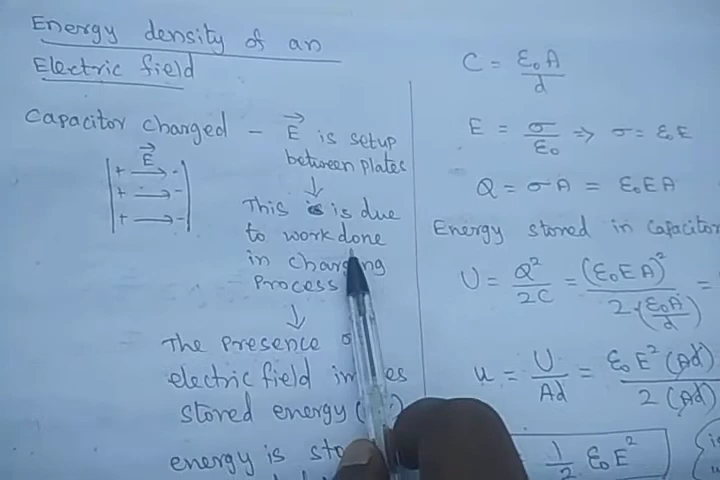 Energy density of an
Electric field
Capacitor charged - E⃗ is setup
between plates
↓
E⃗
+ → -
+ → -
+ → -
This is due
to work done
in charging
process
↓
The presence
electric field
stored energy (
energy is
C = ε₀A/d
E = σ/ε₀ ⇒ σ = ε₀E
Q = σA = ε₀EA
Energy stored in capacitor
U = Q²/2C = (ε₀EA)²/2(ε₀A/d) =
u = U/Ad = ε₀E²(Ad)/2(Ad)
1/2 ε₀E²